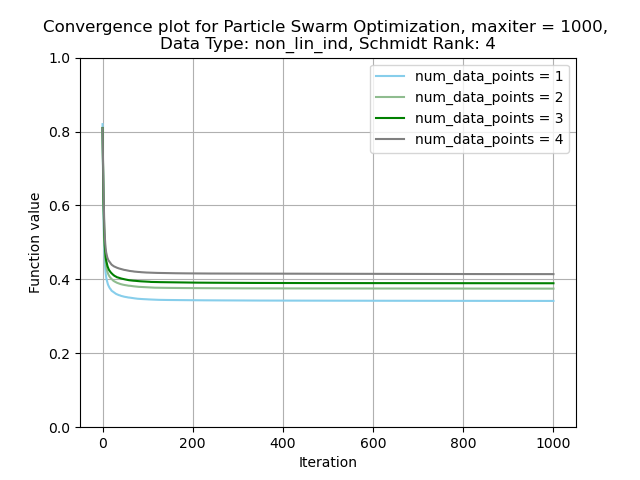 Convergence plot for Particle Swarm Optimization, maxiter = 1000,
Data Type: non_lin_ind, Schmidt Rank: 4
1.0
0.8
0.6
0.4
0.2
0.0
Function value
num_data_points = 1
num_data_points = 2
num_data_points = 3
num_data_points = 4
0 200 400 600 800 1000
Iteration